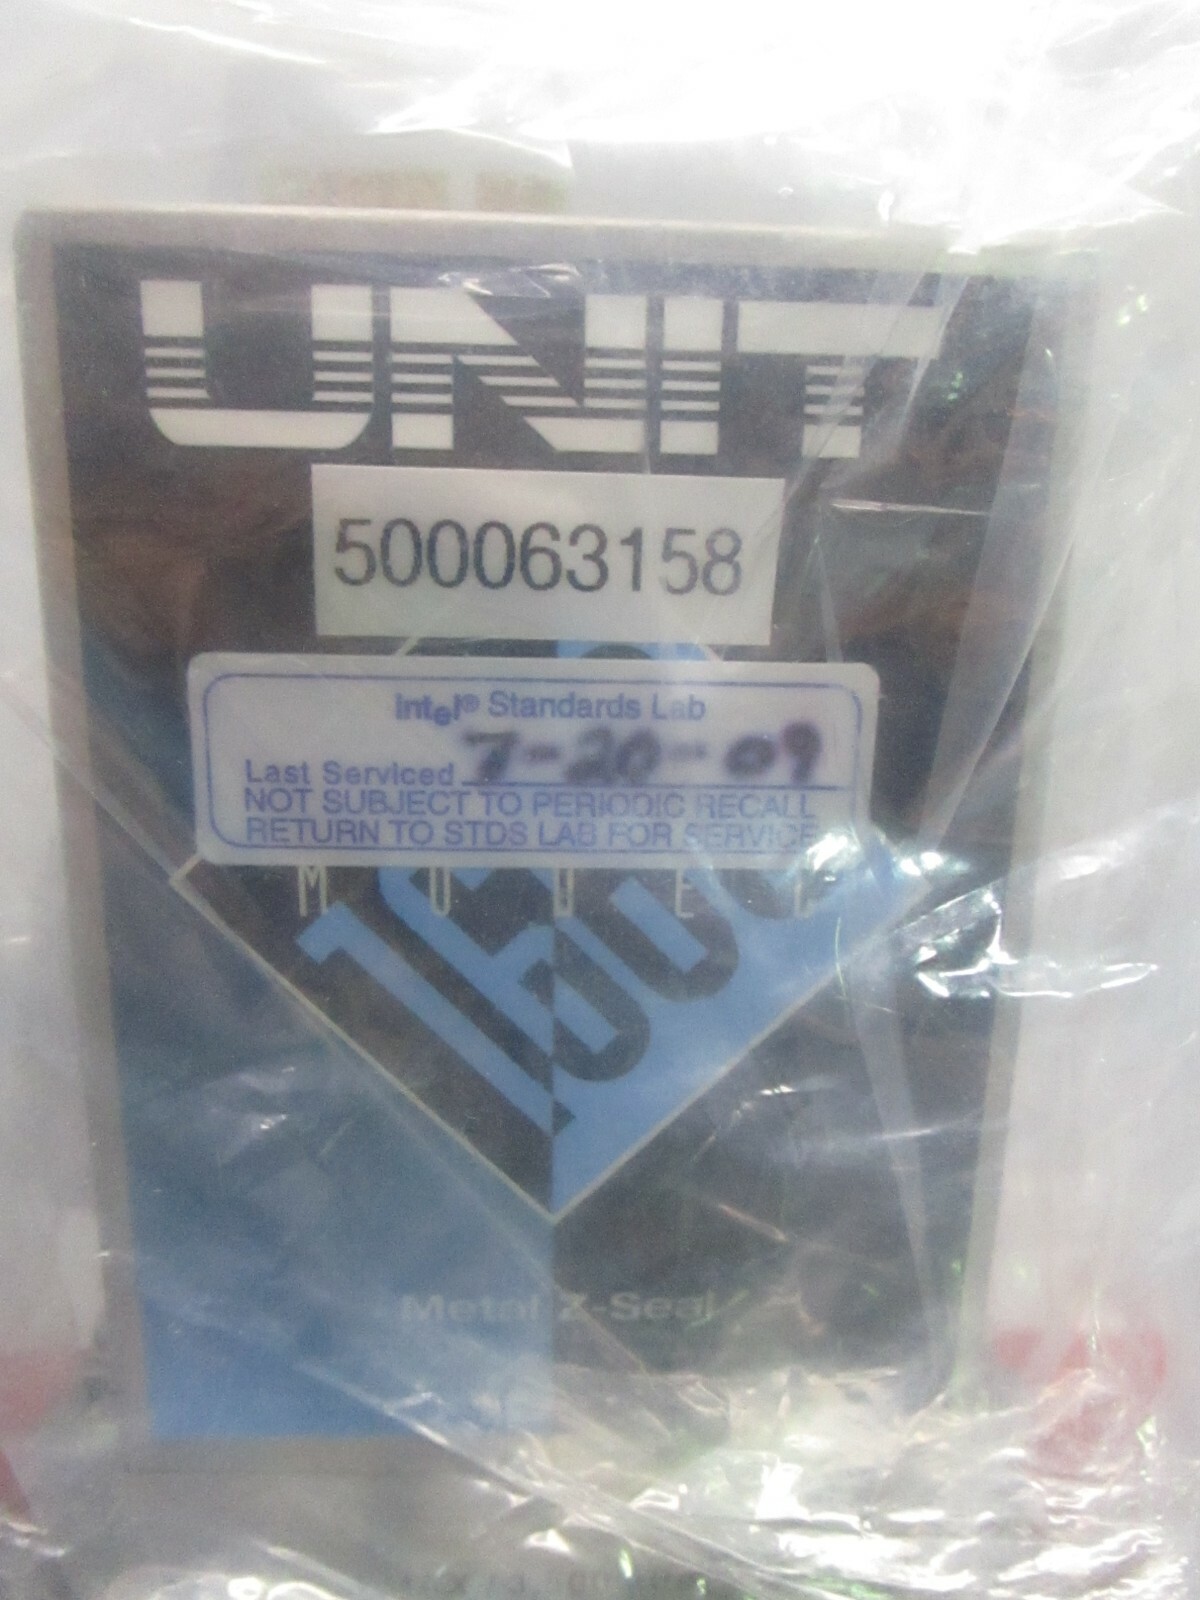 UNIT
500063158
intel® Standards Lab
Last Serviced 7-20-09
NOT SUBJECT TO PERIODIC RECALL
RETURN TO STDS LAB FOR SERVICE
MODEL
Metal Z-Seal